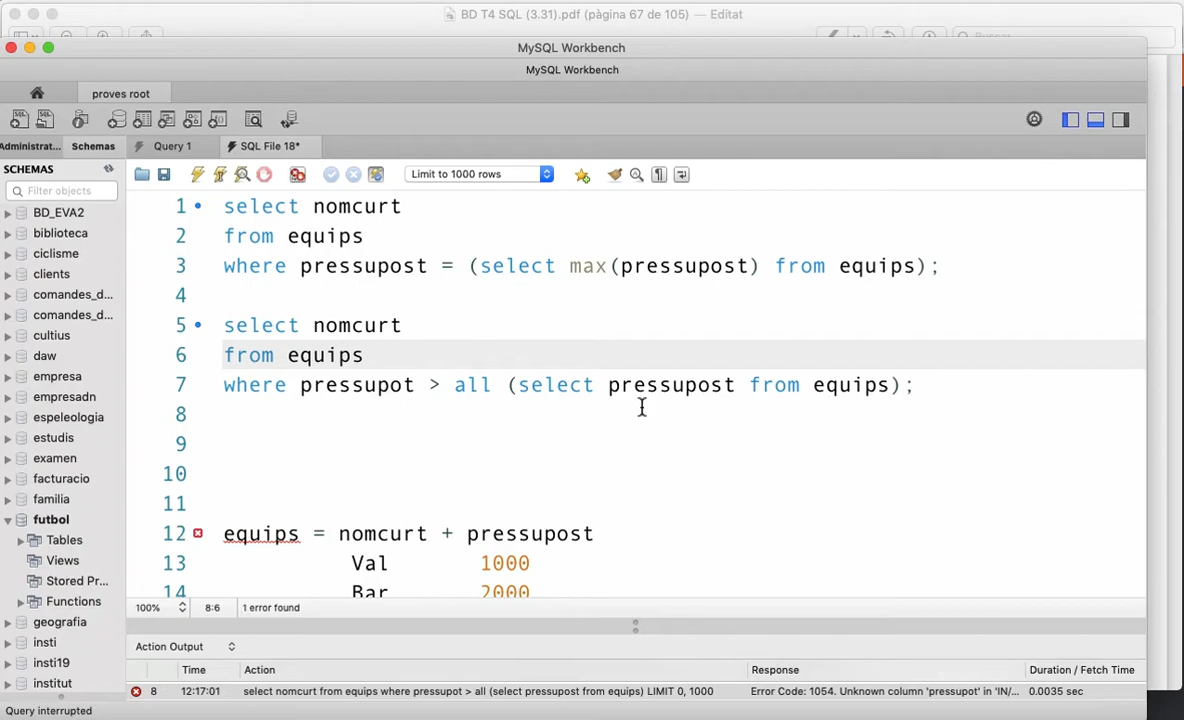 BD T4 SQL (3.31).pdf (pàgina 67 de 105) — Editat
MySQL Workbench
MySQL Workbench
proves root
Administrat... Schemas Query 1 SQL File 18*
SCHEMAS
Filter objects
Limit to 1000 rows
BD_EVA2
biblioteca
ciclisme
clients
comandes_d...
comandes_d...
cultius
daw
empresa
empresadn
espeleologia
estudis
examen
facturacio
familia
futbol
Tables
Views
Stored Pr...
Functions
geografia
insti
insti19
institut
1 select nomcurt
2 from equips
3 where pressupost = (select max(pressupost) from equips);
4
5 select nomcurt
6 from equips
7 where pressupot > all (select pressupost from equips);
8
9
10
11
12 equips = nomcurt + pressupost
13 Val 1000
14 Bar 2000
100% 8:6 1 error found
Action Output
Time Action Response Duration / Fetch Time
8 12:17:01 select nomcurt from equips where pressupot > all (select pressupost from equips) LIMIT 0, 1000 Error Code: 1054. Unknown column 'pressupot' in 'IN/... 0.0035 sec
Query interrupted